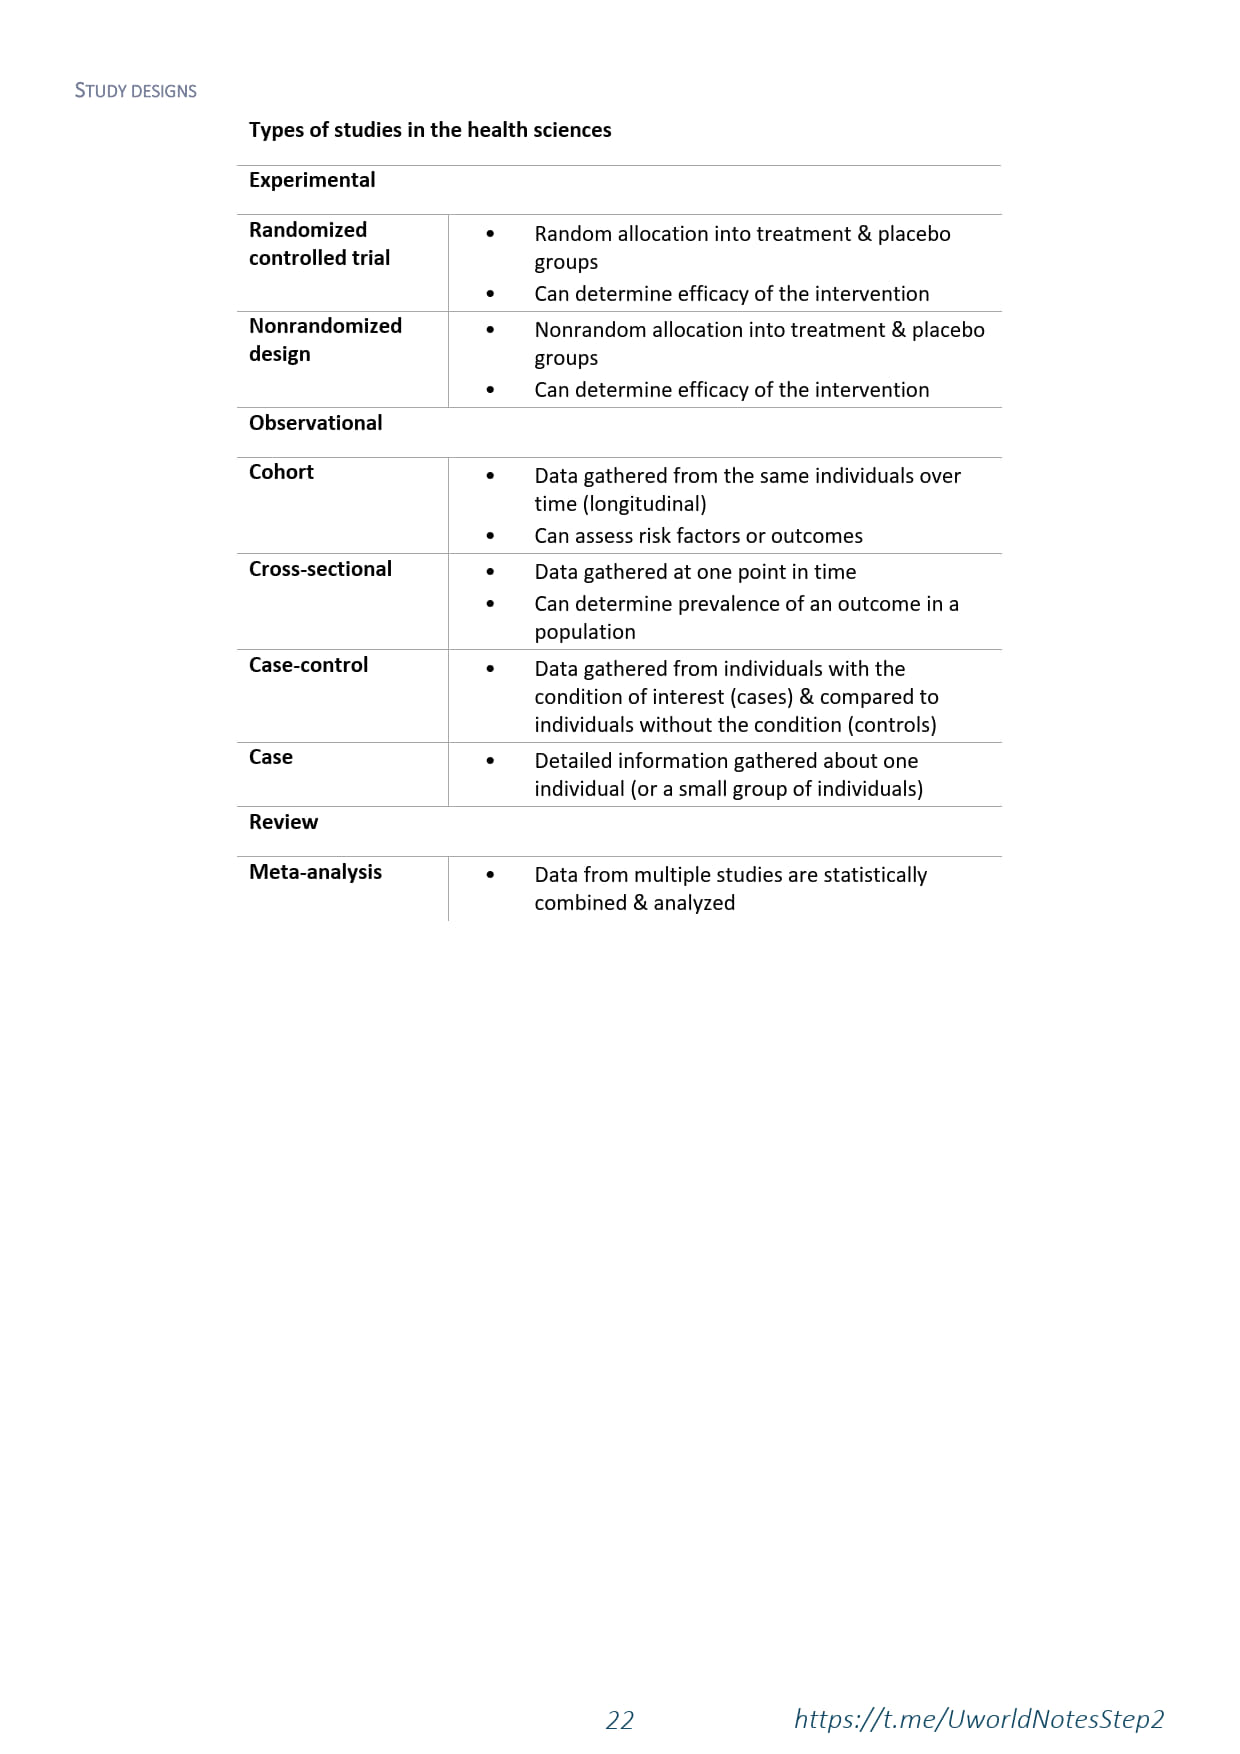 STUDY DESIGNS
Types of studies in the health sciences
Experimental
Randomized
controlled trial
• Random allocation into treatment & placebo
groups
• Can determine efficacy of the intervention
Nonrandomized
design
• Nonrandom allocation into treatment & placebo
groups
• Can determine efficacy of the intervention
Observational
Cohort
• Data gathered from the same individuals over
time (longitudinal)
• Can assess risk factors or outcomes
Cross-sectional
• Data gathered at one point in time
• Can determine prevalence of an outcome in a
population
Case-control
• Data gathered from individuals with the
condition of interest (cases) & compared to
individuals without the condition (controls)
Case
• Detailed information gathered about one
individual (or a small group of individuals)
Review
Meta-analysis
• Data from multiple studies are statistically
combined & analyzed
22
https://t.me/UworldNotesStep2